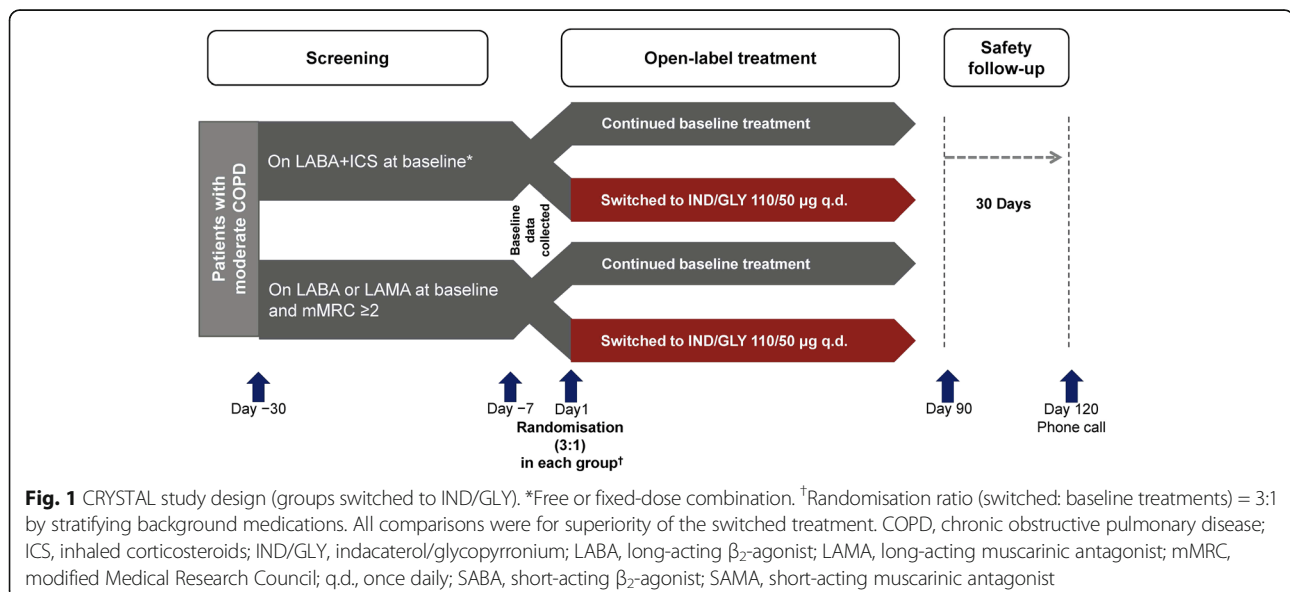 Screening
Open-label treatment
Safety
follow-up
Patients with
moderate COPD
On LABA+ICS at baseline*
Continued baseline treatment
Switched to IND/GLY 110/50 µg q.d.
Baseline
data
collected
30 Days
On LABA or LAMA at baseline
and mMRC ≥2
Continued baseline treatment
Switched to IND/GLY 110/50 µg q.d.
Day −30
Day −7
Day1
Randomisation
(3:1)
in each group†
Day 90
Day 120
Phone call
Fig. 1 CRYSTAL study design (groups switched to IND/GLY). *Free or fixed-dose combination. †Randomisation ratio (switched: baseline treatments) = 3:1
by stratifying background medications. All comparisons were for superiority of the switched treatment. COPD, chronic obstructive pulmonary disease;
ICS, inhaled corticosteroids; IND/GLY, indacaterol/glycopyrronium; LABA, long-acting β₂-agonist; LAMA, long-acting muscarinic antagonist; mMRC,
modified Medical Research Council; q.d., once daily; SABA, short-acting β₂-agonist; SAMA, short-acting muscarinic antagonist